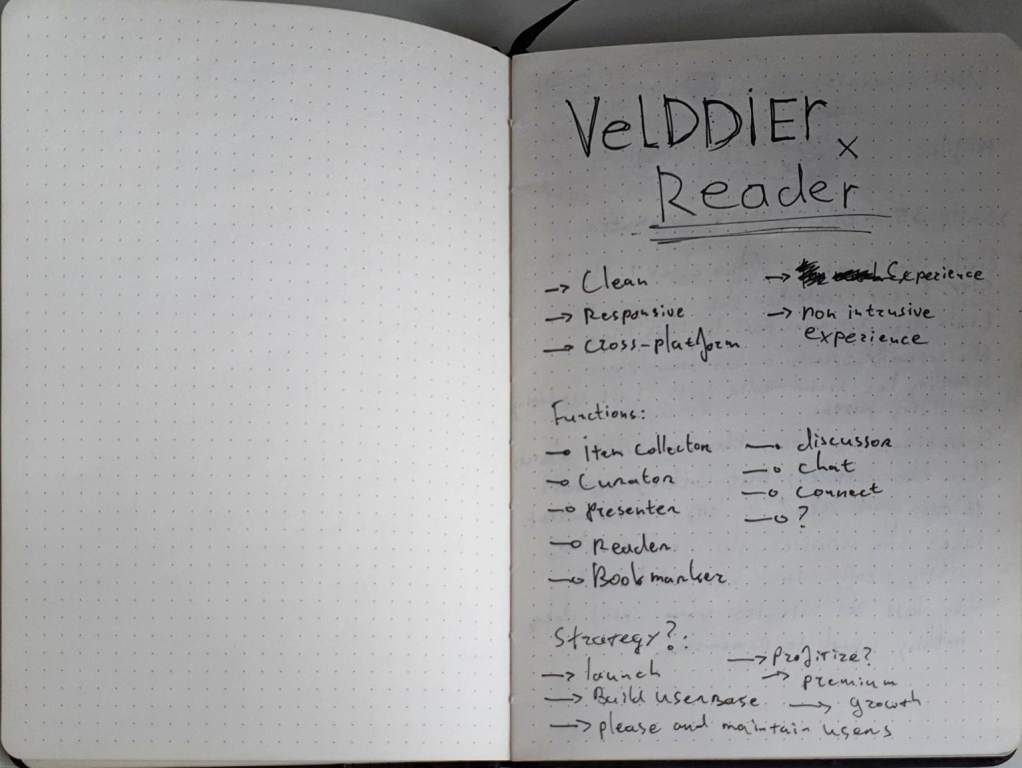 VeLDDiEr x
Reader
→ Clean
→ Responsive
→ cross-platform
→ Experience
→ non intrusive
experience
Functions:
item collector
Curator
presenter
Reader
Bookmarker
discussor
chat
connect
?
Strategy?:
→ launch
→ Build userBase
→ please and maintain users
→ Profitize?
→ premium
→ growth